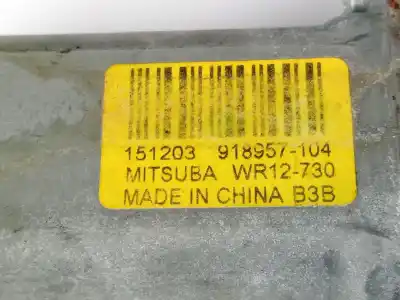 151203 918957-104
MITSUBA WR12-730
MADE IN CHINA B3B